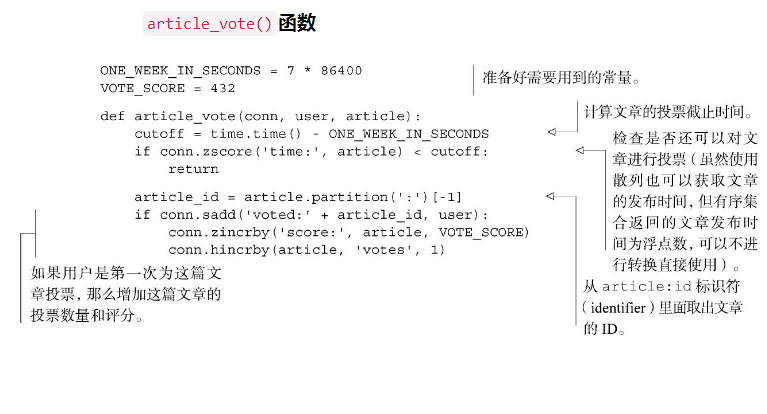 article_vote()函数
ONE_WEEK_IN_SECONDS = 7 * 86400
VOTE_SCORE = 432
准备好需要用到的常量。
def article_vote(conn, user, article):
    cutoff = time.time() - ONE_WEEK_IN_SECONDS
    if conn.zscore('time:', article) < cutoff:
        return
    article_id = article.partition(':')[-1]
    if conn.sadd('voted:' + article_id, user):
        conn.zincrby('score:', article, VOTE_SCORE)
        conn.hincrby(article, 'votes', 1)
计算文章的投票截止时间。
检查是否还可以对文
章进行投票（虽然使用
散列也可以获取文章
的发布时间，但有序集
合返回的文章发布时
间为浮点数，可以不进
行转换直接使用）。
从 article:id 标识符
（identifier）里面取出文章
的 ID。
如果用户是第一次为这篇文
章投票，那么增加这篇文章的
投票数量和评分。